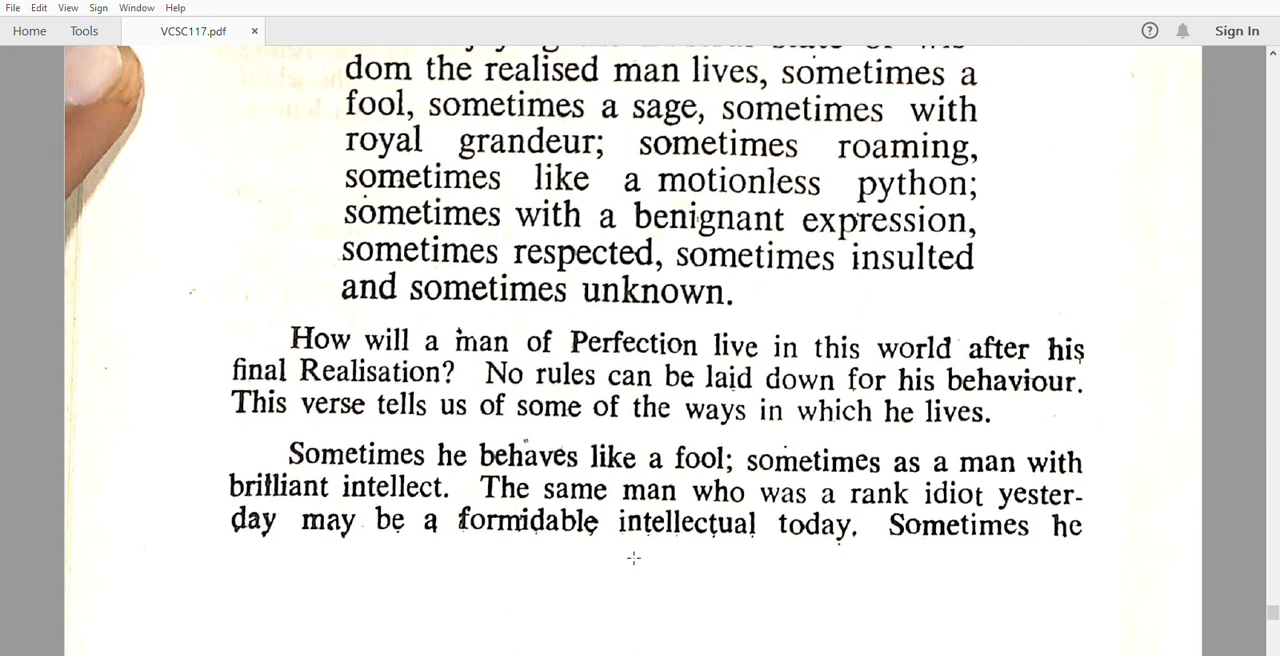 File Edit View Sign Window Help
Home Tools VCSC117.pdf × ? Sign In
dom the realised man lives, sometimes a
fool, sometimes a sage, sometimes with
royal grandeur; sometimes roaming,
sometimes like a motionless python;
sometimes with a benignant expression,
sometimes respected, sometimes insulted
and sometimes unknown.
How will a man of Perfection live in this world after his
final Realisation? No rules can be laid down for his behaviour.
This verse tells us of some of the ways in which he lives.
Sometimes he behaves like a fool; sometimes as a man with
brilliant intellect. The same man who was a rank idiot yester-
day may be a formidable intellectual today. Sometimes he